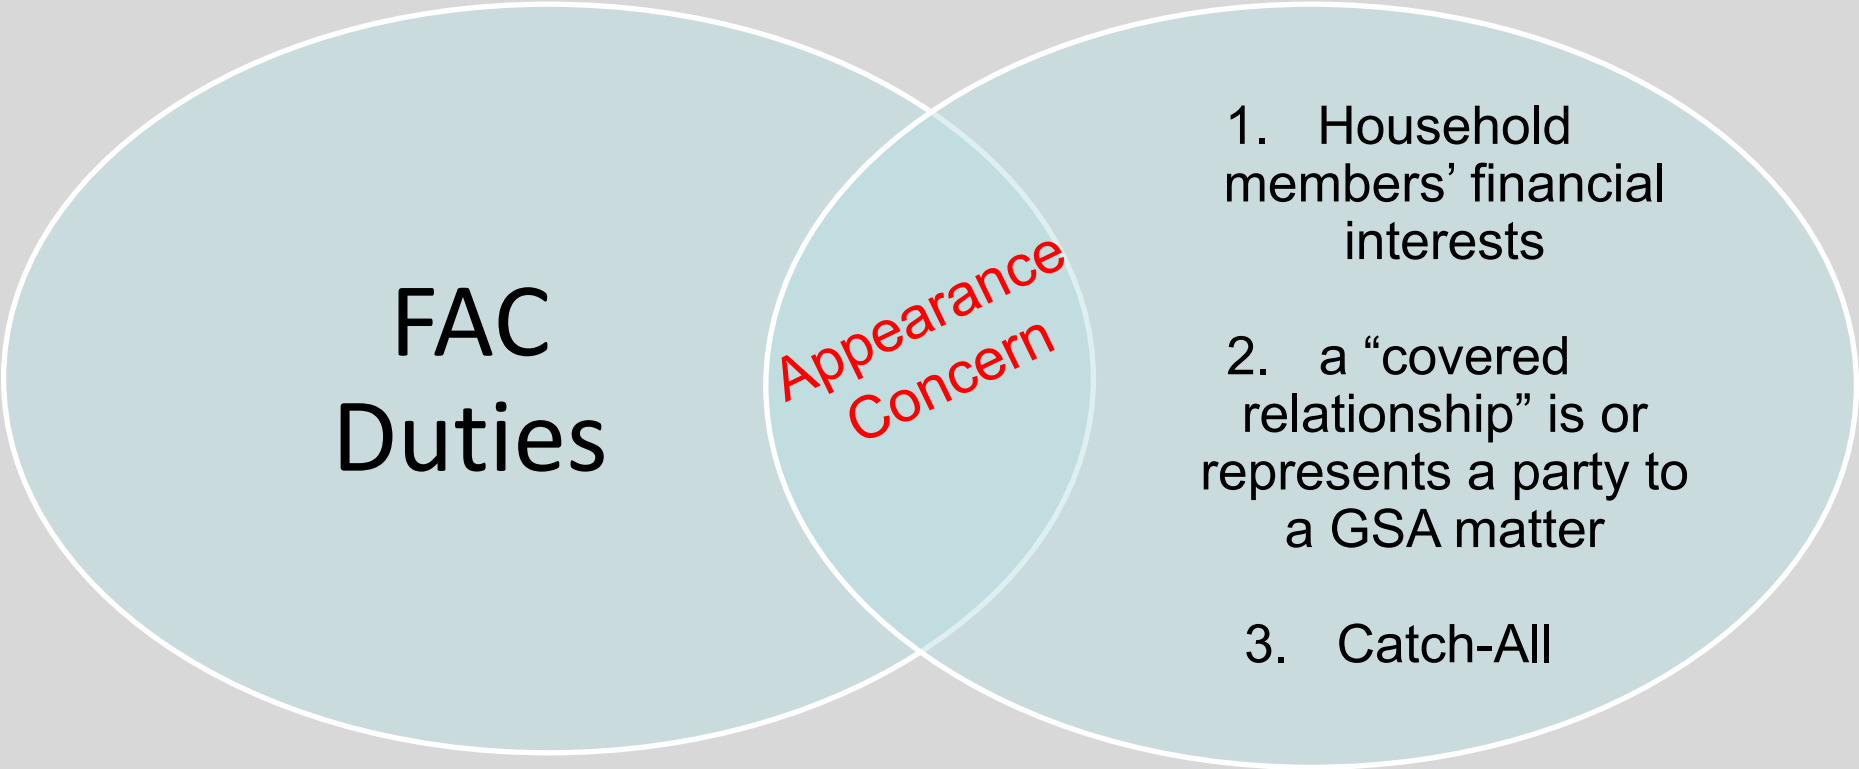 FAC
Duties
Appearance
Concern
1. Household
members’ financial
interests
2. a “covered
relationship” is or
represents a party to
a GSA matter
3. Catch-All